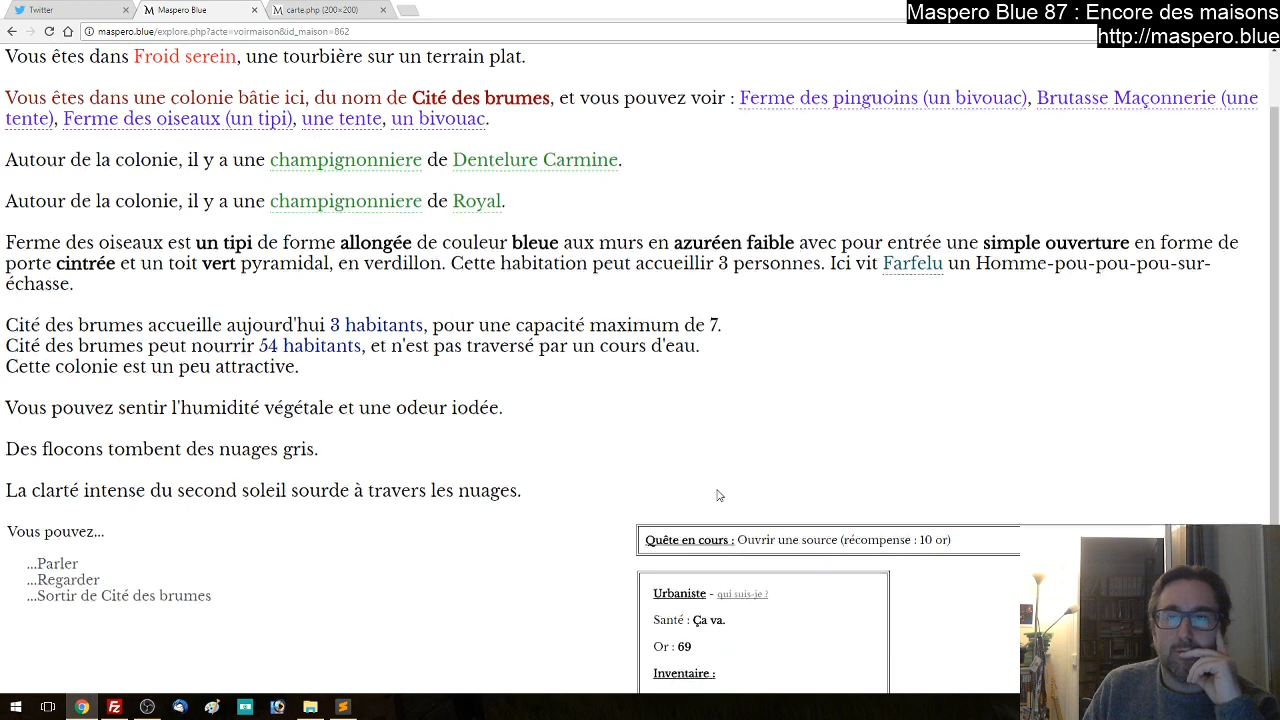 Twitter
Maspero Blue
carte.php (200×200)
Maspero Blue 87 : Encore des maisons
http://maspero.blue
maspero.blue/explore.php?acte=voirmaison&id_maison=862
Vous êtes dans Froid serein, une tourbière sur un terrain plat.
Vous êtes dans une colonie bâtie ici, du nom de Cité des brumes, et vous pouvez voir : Ferme des pinguoins (un bivouac), Brutasse Maçonnerie (une
tente), Ferme des oiseaux (un tipi), une tente, un bivouac.
Autour de la colonie, il y a une champignonniere de Dentelure Carmine.
Autour de la colonie, il y a une champignonniere de Royal.
Ferme des oiseaux est un tipi de forme allongée de couleur bleue aux murs en azuréen faible avec pour entrée une simple ouverture en forme de
porte cintrée et un toit vert pyramidal, en verdillon. Cette habitation peut accueillir 3 personnes. Ici vit Farfelu un Homme-pou-pou-pou-sur-
échasse.
Cité des brumes accueille aujourd'hui 3 habitants, pour une capacité maximum de 7.
Cité des brumes peut nourrir 54 habitants, et n'est pas traversé par un cours d'eau.
Cette colonie est un peu attractive.
Vous pouvez sentir l'humidité végétale et une odeur iodée.
Des flocons tombent des nuages gris.
La clarté intense du second soleil sourde à travers les nuages.
Vous pouvez...
...Parler
...Regarder
...Sortir de Cité des brumes
Quête en cours : Ouvrir une source (récompense : 10 or)
Urbaniste - qui suis-je ?
Santé : Ça va.
Or : 69
Inventaire :